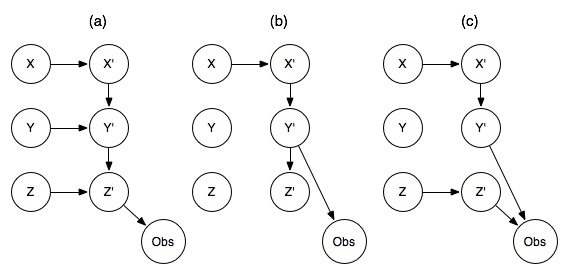 (a) (b) (c)
X X' X X' X X'
Y Y' Y Y' Y Y'
Z Z' Z Z' Z Z'
Obs Obs Obs